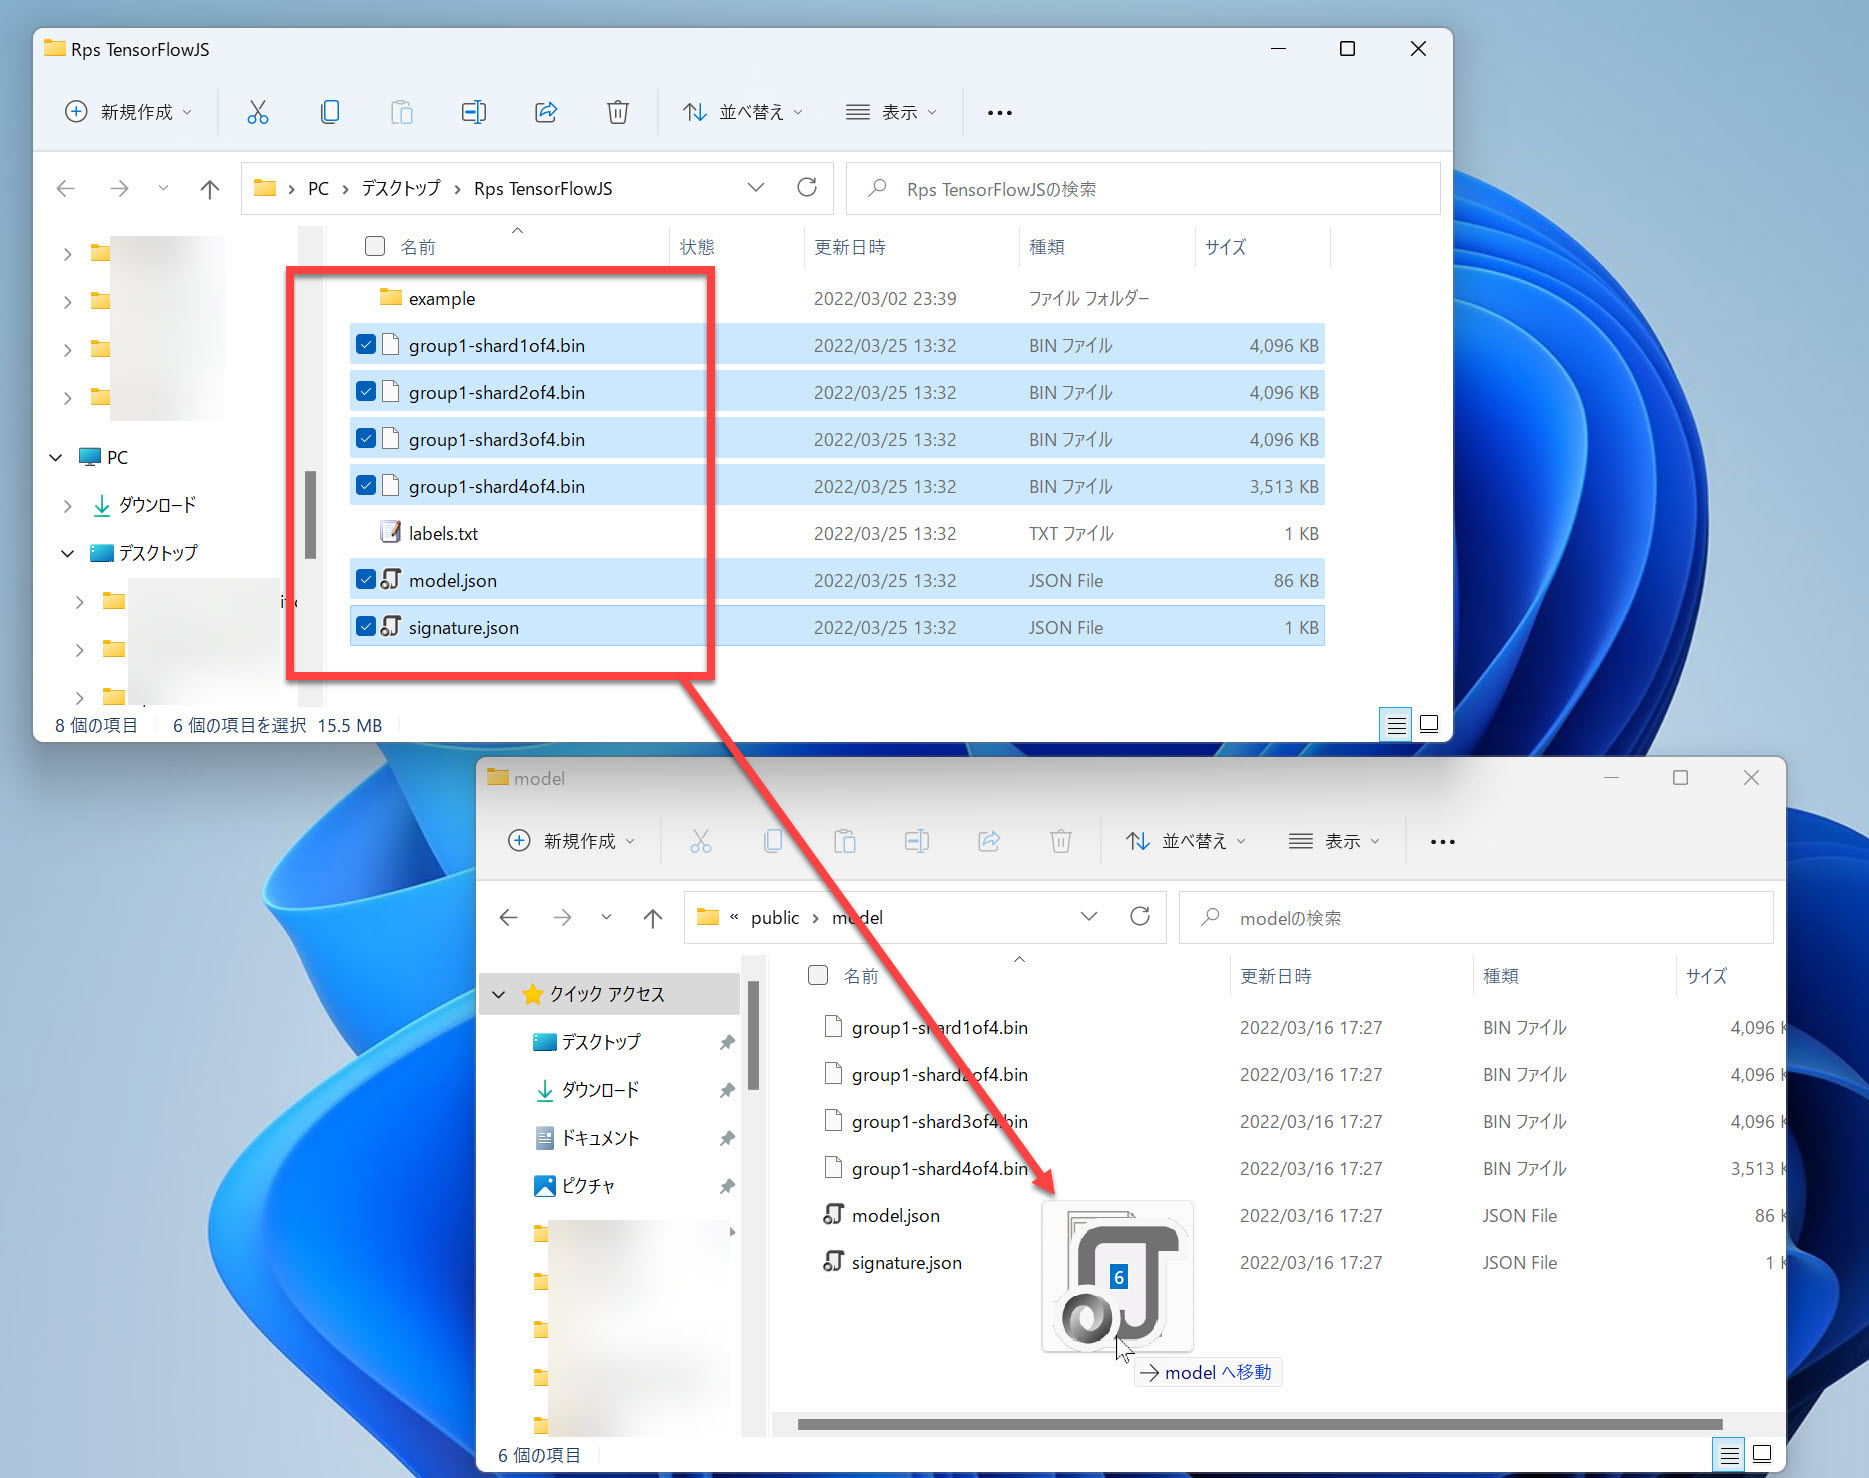 Rps TensorFlowJS
新規作成 並べ替え 表示
PC デスクトップ Rps TensorFlowJS Rps TensorFlowJSの検索
名前 状態 更新日時 種類 サイズ
example 2022/03/02 23:39 ファイル フォルダー
group1-shard1of4.bin 2022/03/25 13:32 BIN ファイル 4,096 KB
group1-shard2of4.bin 2022/03/25 13:32 BIN ファイル 4,096 KB
group1-shard3of4.bin 2022/03/25 13:32 BIN ファイル 4,096 KB
group1-shard4of4.bin 2022/03/25 13:32 BIN ファイル 3,513 KB
labels.txt 2022/03/25 13:32 TXT ファイル 1 KB
model.json 2022/03/25 13:32 JSON File 86 KB
signature.json 2022/03/25 13:32 JSON File 1 KB
PC
ダウンロード
デスクトップ
8 個の項目 6 個の項目を選択 15.5 MB
model
新規作成 並べ替え 表示
« public model modelの検索
名前 更新日時 種類 サイズ
group1-shard1of4.bin 2022/03/16 17:27 BIN ファイル 4,096 K
group1-shard2of4.bin 2022/03/16 17:27 BIN ファイル 4,096 K
group1-shard3of4.bin 2022/03/16 17:27 BIN ファイル 4,096 K
group1-shard4of4.bin 2022/03/16 17:27 BIN ファイル 3,513 K
model.json 2022/03/16 17:27 JSON File 86 K
signature.json 2022/03/16 17:27 JSON File 1 K
クイック アクセス
デスクトップ
ダウンロード
ドキュメント
ピクチャ
6
model へ移動
6 個の項目